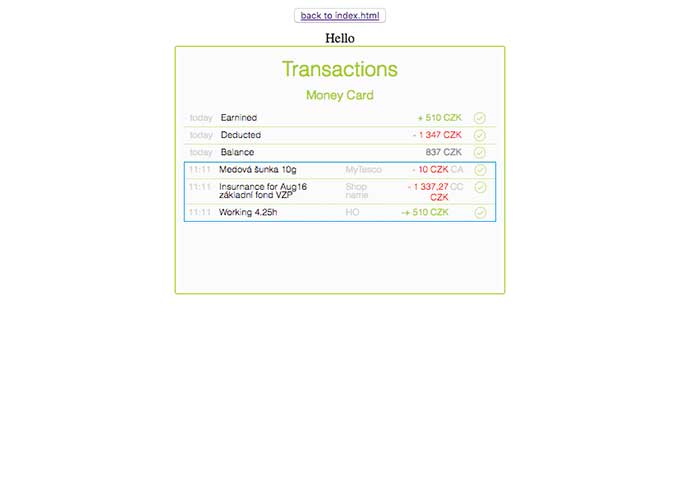 back to index.html
Hello
Transactions
Money Card
today Earnined + 510 CZK
today Deducted - 1 347 CZK
today Balance 837 CZK
11:11 Medová šunka 10g MyTesco - 10 CZK CA
11:11 Insurnance for Aug16 Shop - 1 337,27 CC
základní fond VZP name CZK
11:11 Working 4.25h HO -+ 510 CZK